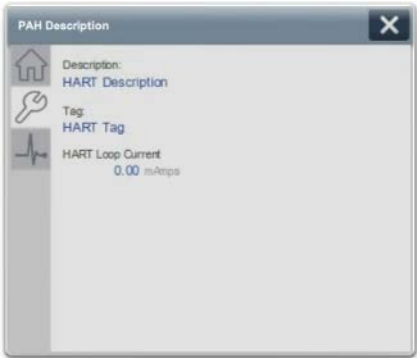 PAH Description
Description:
HART Description
Tag:
HART Tag
HART Loop Current
0.00 mAmps